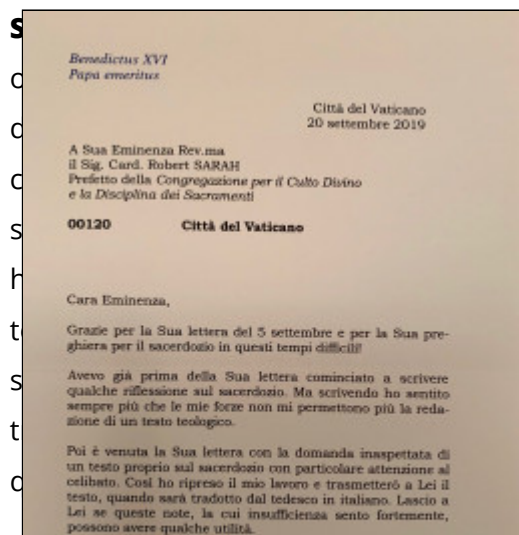 Benedictus XVI
Papa emeritus
Città del Vaticano
20 settembre 2019
A Sua Eminenza Rev.ma
il Sig. Card. Robert SARAH
Prefetto della Congregazione per il Culto Divino
e la Disciplina dei Sacramenti
00120 Città del Vaticano
Cara Eminenza,
Grazie per la Sua lettera del 5 settembre e per la Sua pre-
ghiera per il sacerdozio in questi tempi difficili!
Avevo già prima della Sua lettera cominciato a scrivere
qualche riflessione sul sacerdozio. Ma scrivendo ho sentito
sempre più che le mie forze non mi permettono più la reda-
zione di un testo teologico.
Poi è venuta la Sua lettera con la domanda inaspettata di
un testo proprio sul sacerdozio con particolare attenzione al
celibato. Così ho ripreso il mio lavoro e trasmetterò a Lei il
testo, quando sarà tradotto dal tedesco in italiano. Lascio a
Lei se queste note, la cui insufficienza sento fortemente,
possono avere qualche utilità.